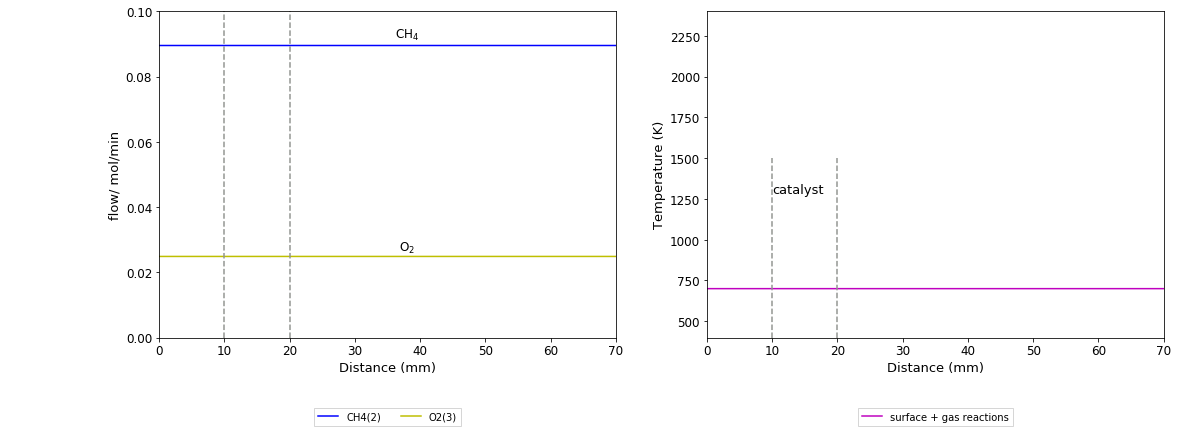 0.10
0.08
0.06
0.04
0.02
0.00
flow/ mol/min
CH₄
O₂
0 10 20 30 40 50 60 70
Distance (mm)
CH4(2) O2(3)
2250
2000
1750
1500
1250
1000
750
500
Temperature (K)
catalyst
0 10 20 30 40 50 60 70
Distance (mm)
surface + gas reactions